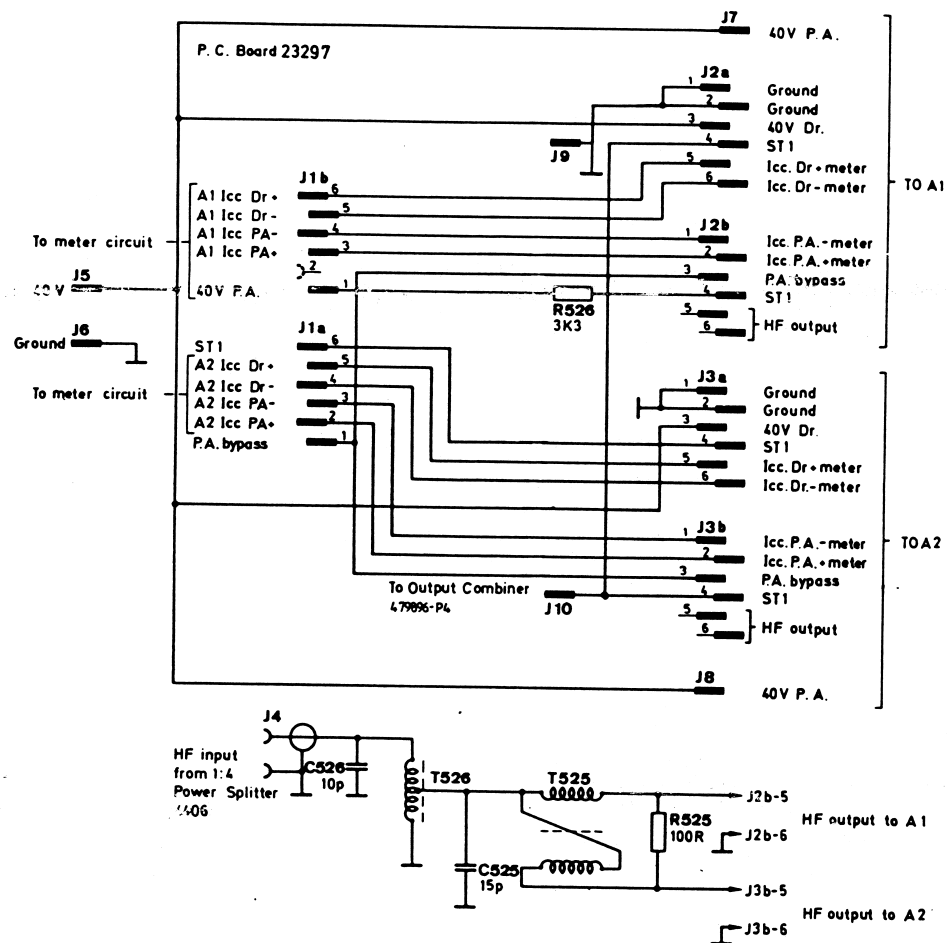 P.C. Board 23297
J7
40V P.A.
J2a
1 Ground
2 Ground
3 40V Dr.
4 ST1
5 Icc. Dr+meter
6 Icc. Dr-meter
J9
TO A1
J1b
A1 Icc Dr+ 6
A1 Icc Dr- 5
A1 Icc PA- 4
A1 Icc PA+ 3
2
40V P.A. 1
To meter circuit
J5
40V
J2b
1 Icc. P.A.-meter
2 Icc. P.A.+meter
3 P.A. bypass
4 ST1
5
6
HF output
R526
3K3
J6
Ground
J1a
ST1 6
A2 Icc Dr+ 5
A2 Icc Dr- 4
A2 Icc PA- 3
A2 Icc PA+ 2
P.A. bypass 1
To meter circuit
J3a
1 Ground
2 Ground
3 40V Dr.
4 ST1
5 Icc. Dr+meter
6 Icc. Dr.-meter
TO A2
J3b
1 Icc. P.A.-meter
2 Icc. P.A.+meter
3 P.A. bypass
4 ST1
5
6
HF output
To Output Combiner
479896-P4
J10
J8
40V P.A.
J4
HF input
from 1:4
Power Splitter
C526
10p
T526
T525
C525
15p
R525
100R
J2b-5
HF output to A1
J2b-6
J3b-5
HF output to A2
J3b-6